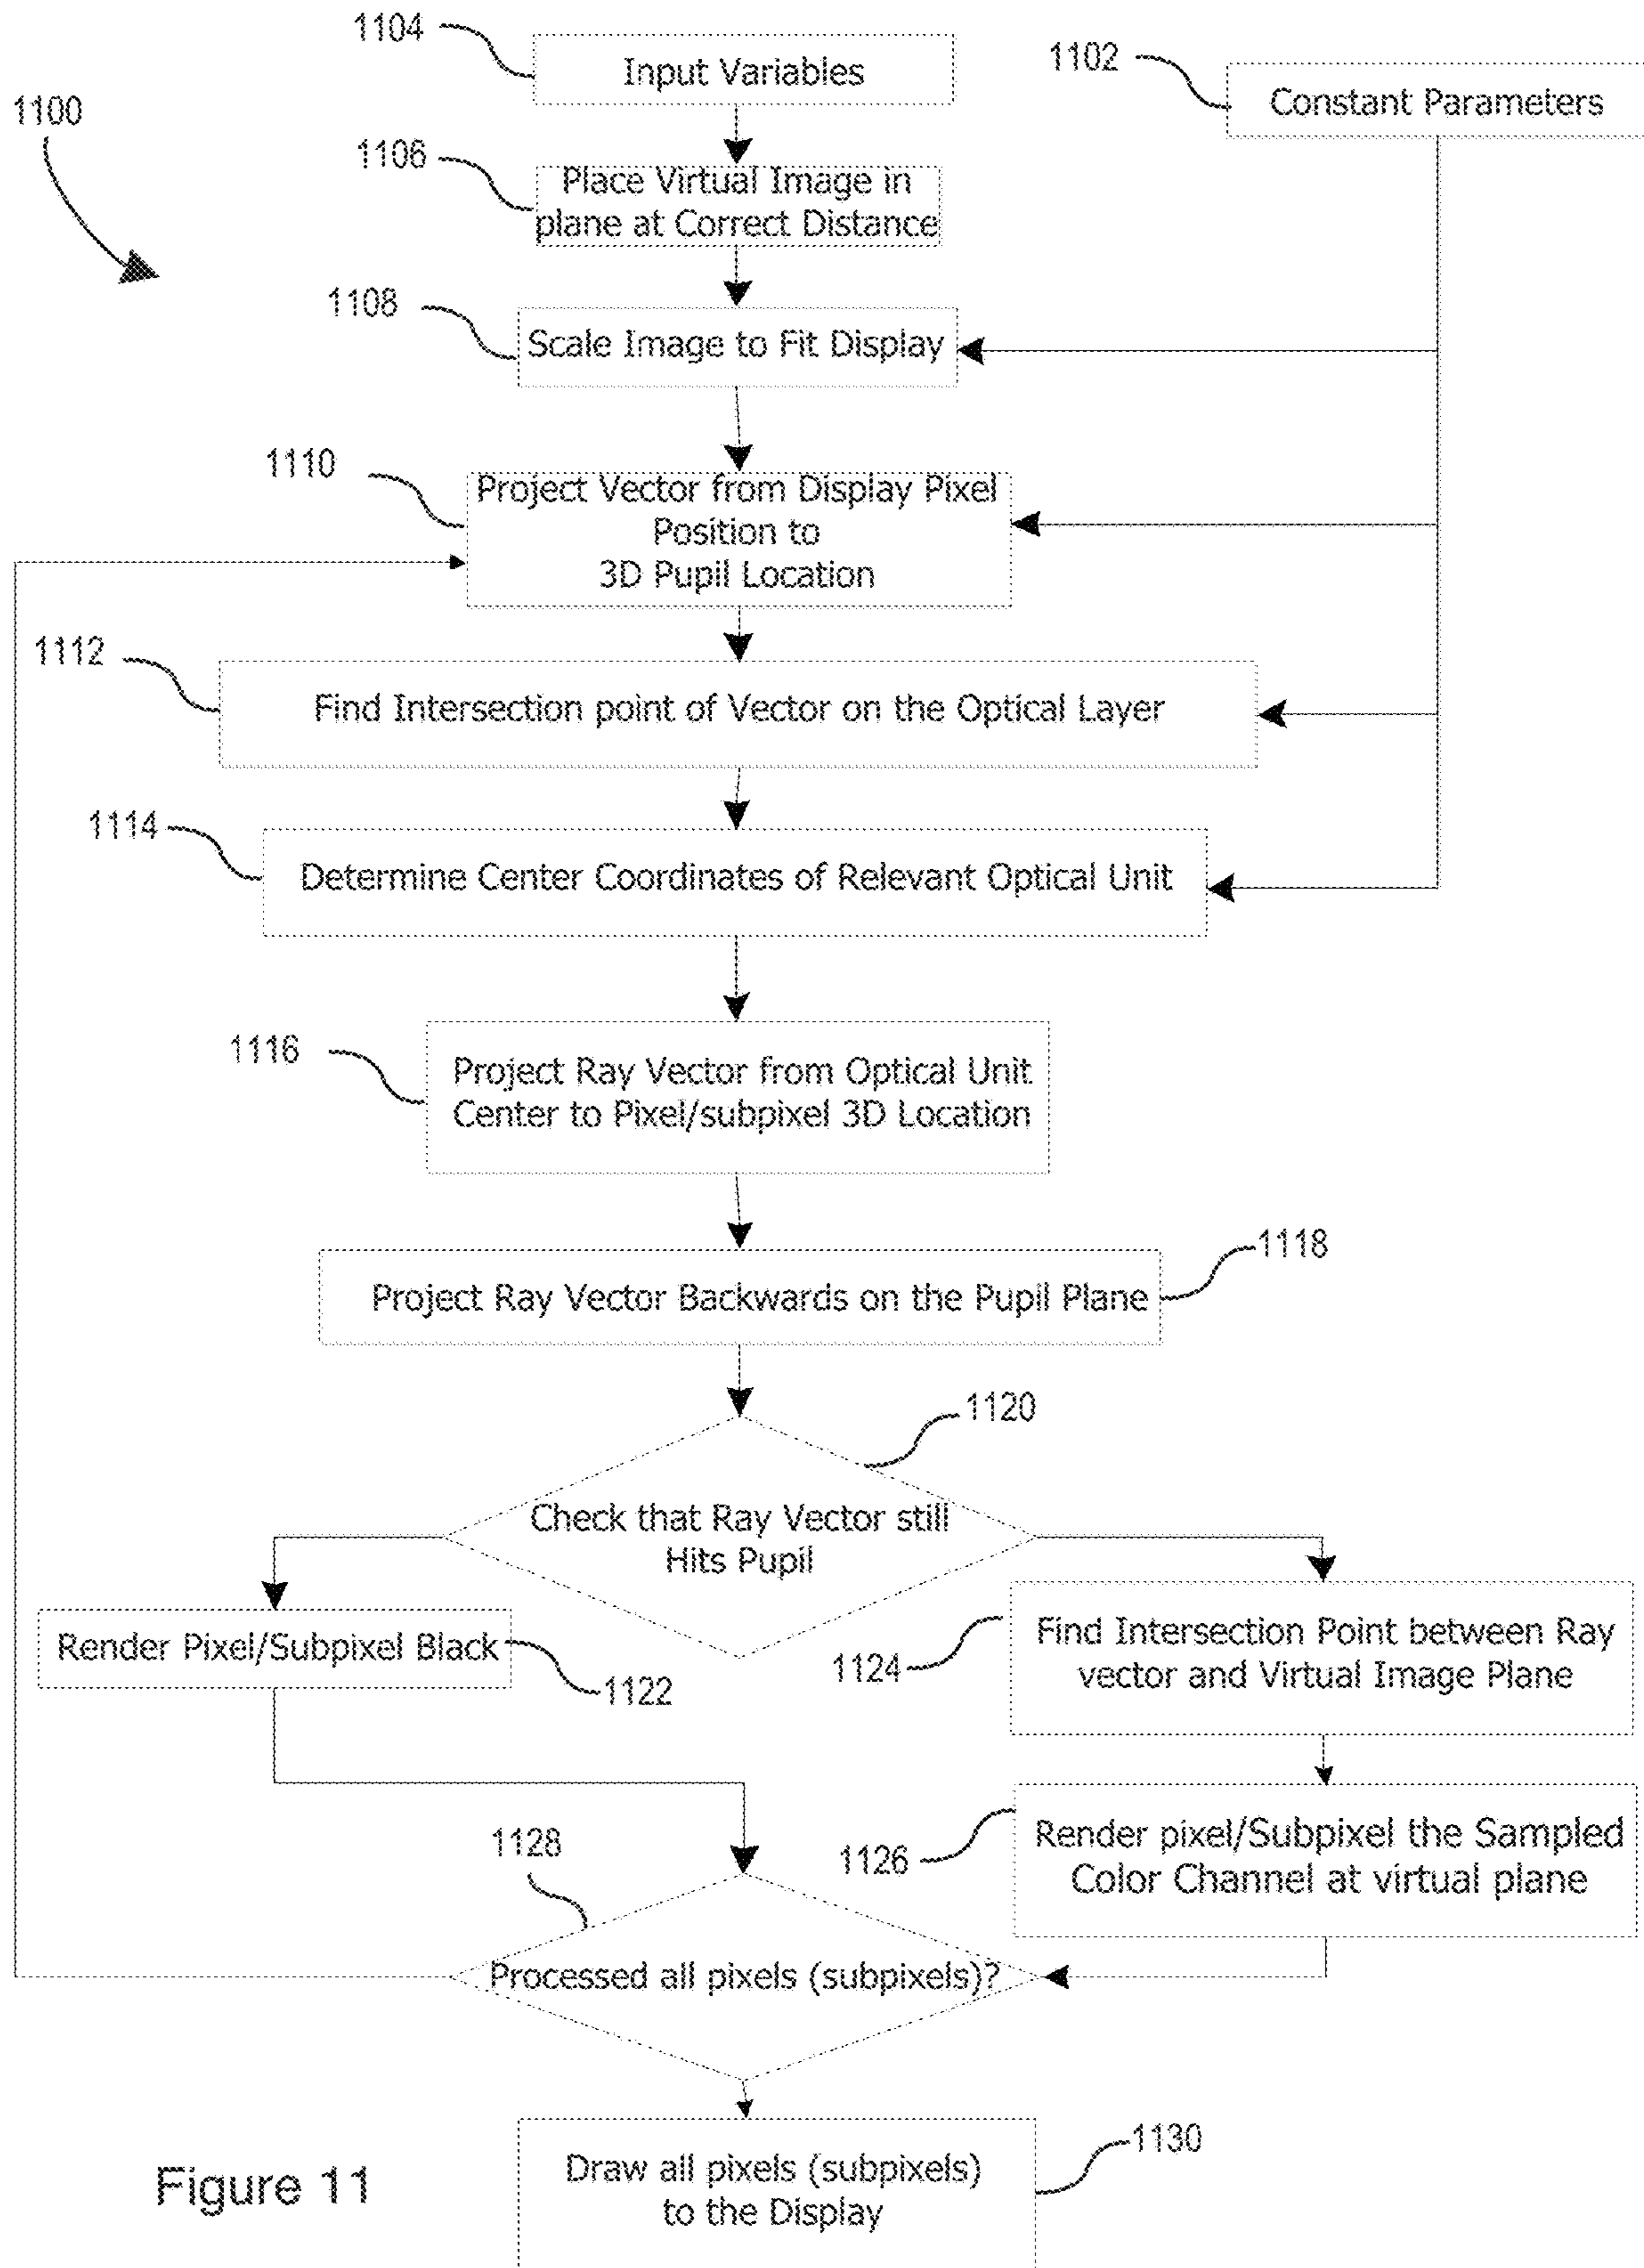 1104
Input Variables
1102
Constant Parameters
1100
1106
Place Virtual Image in
plane at Correct Distance
1108
Scale Image to Fit Display
1110
Project Vector from Display Pixel
Position to
3D Pupil Location
1112
Find Intersection point of Vector on the Optical Layer
1114
Determine Center Coordinates of Relevant Optical Unit
1116
Project Ray Vector from Optical Unit
Center to Pixel/subpixel 3D Location
1118
Project Ray Vector Backwards on the Pupil Plane
1120
Check that Ray Vector still
Hits Pupil
Render Pixel/Subpixel Black
1122
1124
Find Intersection Point between Ray
vector and Virtual Image Plane
1126
Render pixel/Subpixel the Sampled
Color Channel at virtual plane
1128
Processed all pixels (subpixels)?
1130
Draw all pixels (subpixels)
to the Display
Figure 11